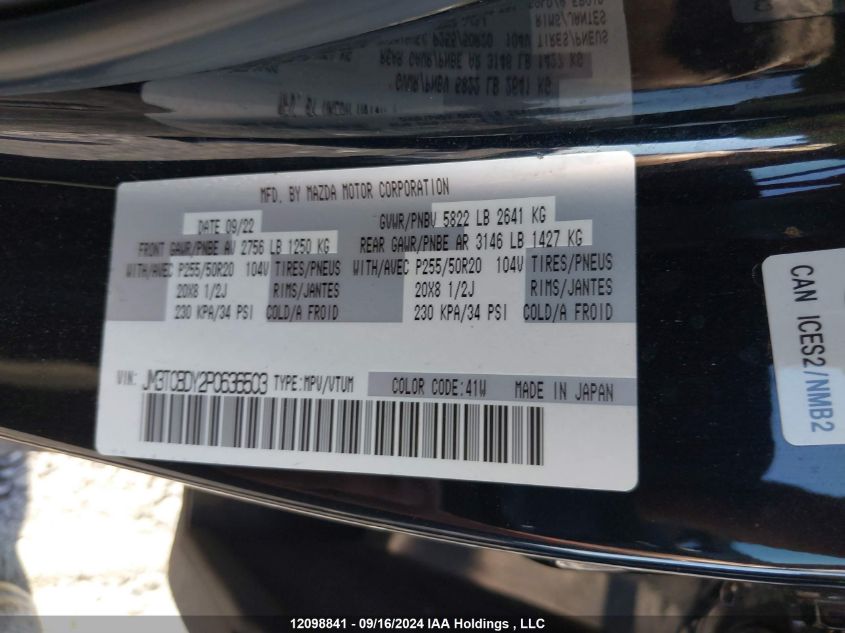 MFD. BY MAZDA MOTOR CORPORATION
DATE 09/22 GVWR/PNBV 5822 LB 2641 KG
FRONT GAWR/PNBE AV 2756 LB 1250 KG REAR GAWR/PNBE AR 3146 LB 1427 KG
WITH/AVEC P255/50R20 104V TIRES/PNEUS WITH/AVEC P255/50R20 104V TIRES/PNEUS
20X8 1/2J RIMS/JANTES 20X8 1/2J RIMS/JANTES
230 KPA/34 PSI COLD/A FROID 230 KPA/34 PSI COLD/A FROID
VIN: JM3TCBDY2P0636503 TYPE:MPV/VTUM COLOR CODE:41W MADE IN JAPAN
CAN ICES2/NMB2
12098841 - 09/16/2024 IAA Holdings , LLC